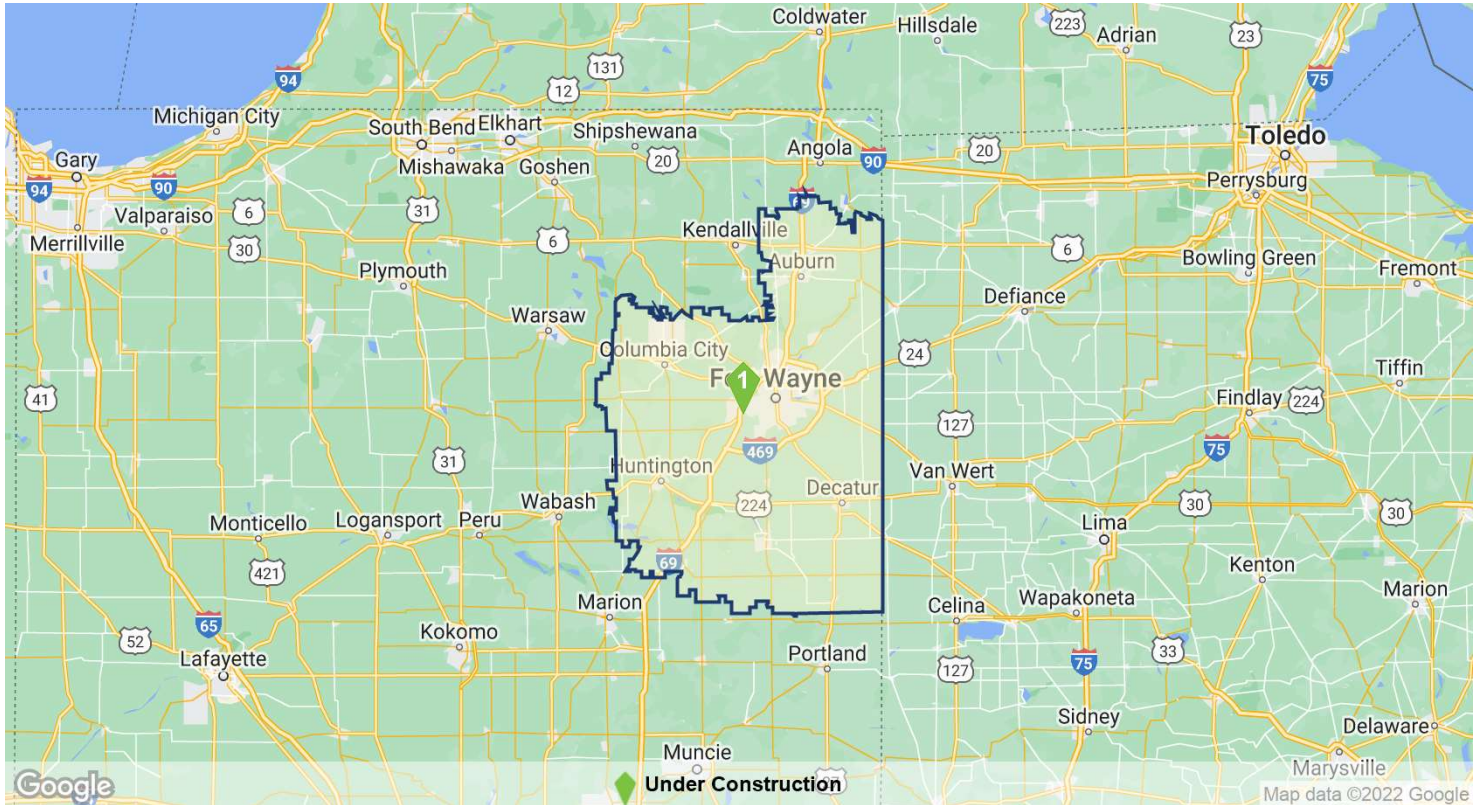 Coldwater
Hillsdale
223
Adrian
23
94
131
12
75
Michigan City
South Bend
Elkhart
Shipshewana
Toledo
Gary
Mishawaka
Goshen
20
Angola
90
20
94
90
31
69
Perrysburg
Valparaiso
6
Merrillville
30
6
Kendallville
6
Bowling Green
Plymouth
Auburn
Fremont
Defiance
Warsaw
Columbia City
24
Tiffin
1
Fort Wayne
41
Findlay
224
127
31
469
75
Huntington
Van Wert
Wabash
224
Decatur
30
30
Monticello
Logansport
Peru
Lima
421
69
Kenton
Marion
Celina
Wapakoneta
Marion
52
65
Kokomo
33
Lafayette
Portland
127
75
Sidney
Delaware
Muncie
Marysville
Google
Under Construction
27
Map data ©2022 Google